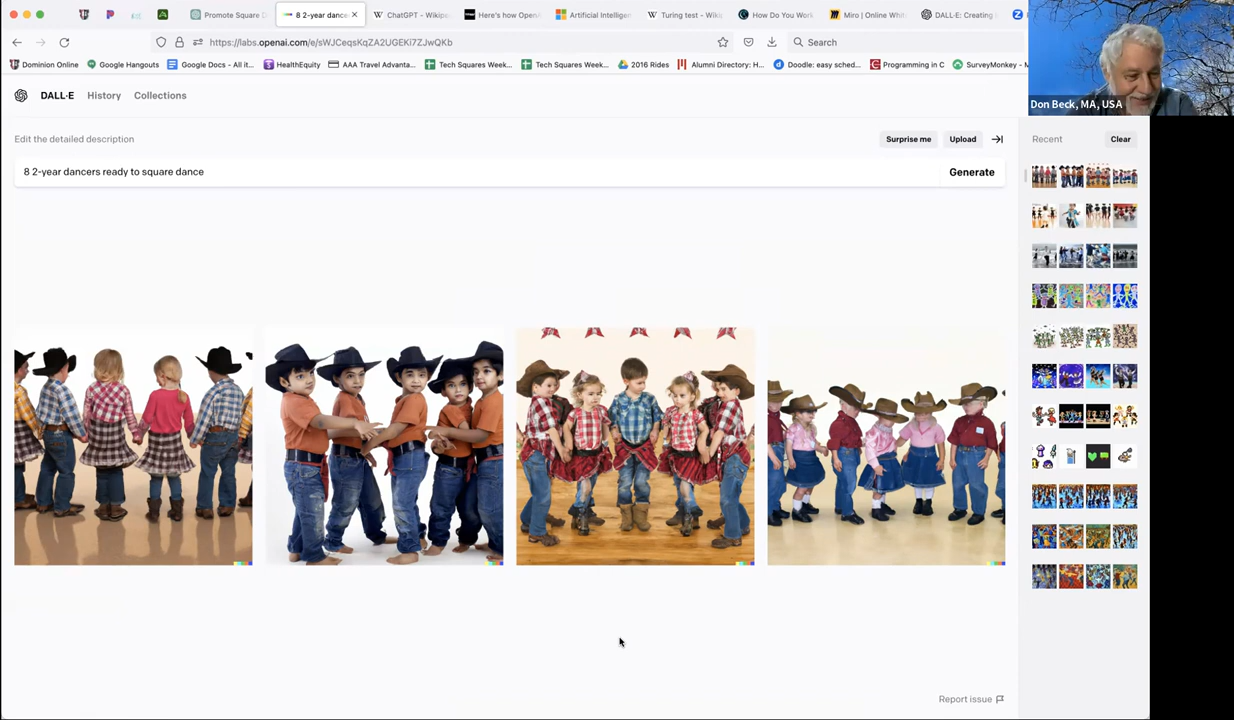 Promote Square D
8 2-year dance
ChatGPT - Wikipe
Here's how Open
Artificial Intelligen
Turing test - Wiki
How Do You Work
Miro | Online Whit
DALL·E: Creating
https://labs.openai.com/e/sWJCeqsKqZA2UGEKi7ZJwQKb
Search
Dominion Online
Google Hangouts
Google Docs - All it...
HealthEquity
AAA Travel Advanta...
Tech Squares Week...
Tech Squares Week...
2016 Rides
Alumni Directory: H...
Doodle: easy sched...
Programming in C
SurveyMonkey - M
Don Beck, MA, USA
DALL·E
History
Collections
Edit the detailed description
Surprise me
Upload
Recent
Clear
8 2-year dancers ready to square dance
Generate
Report issue